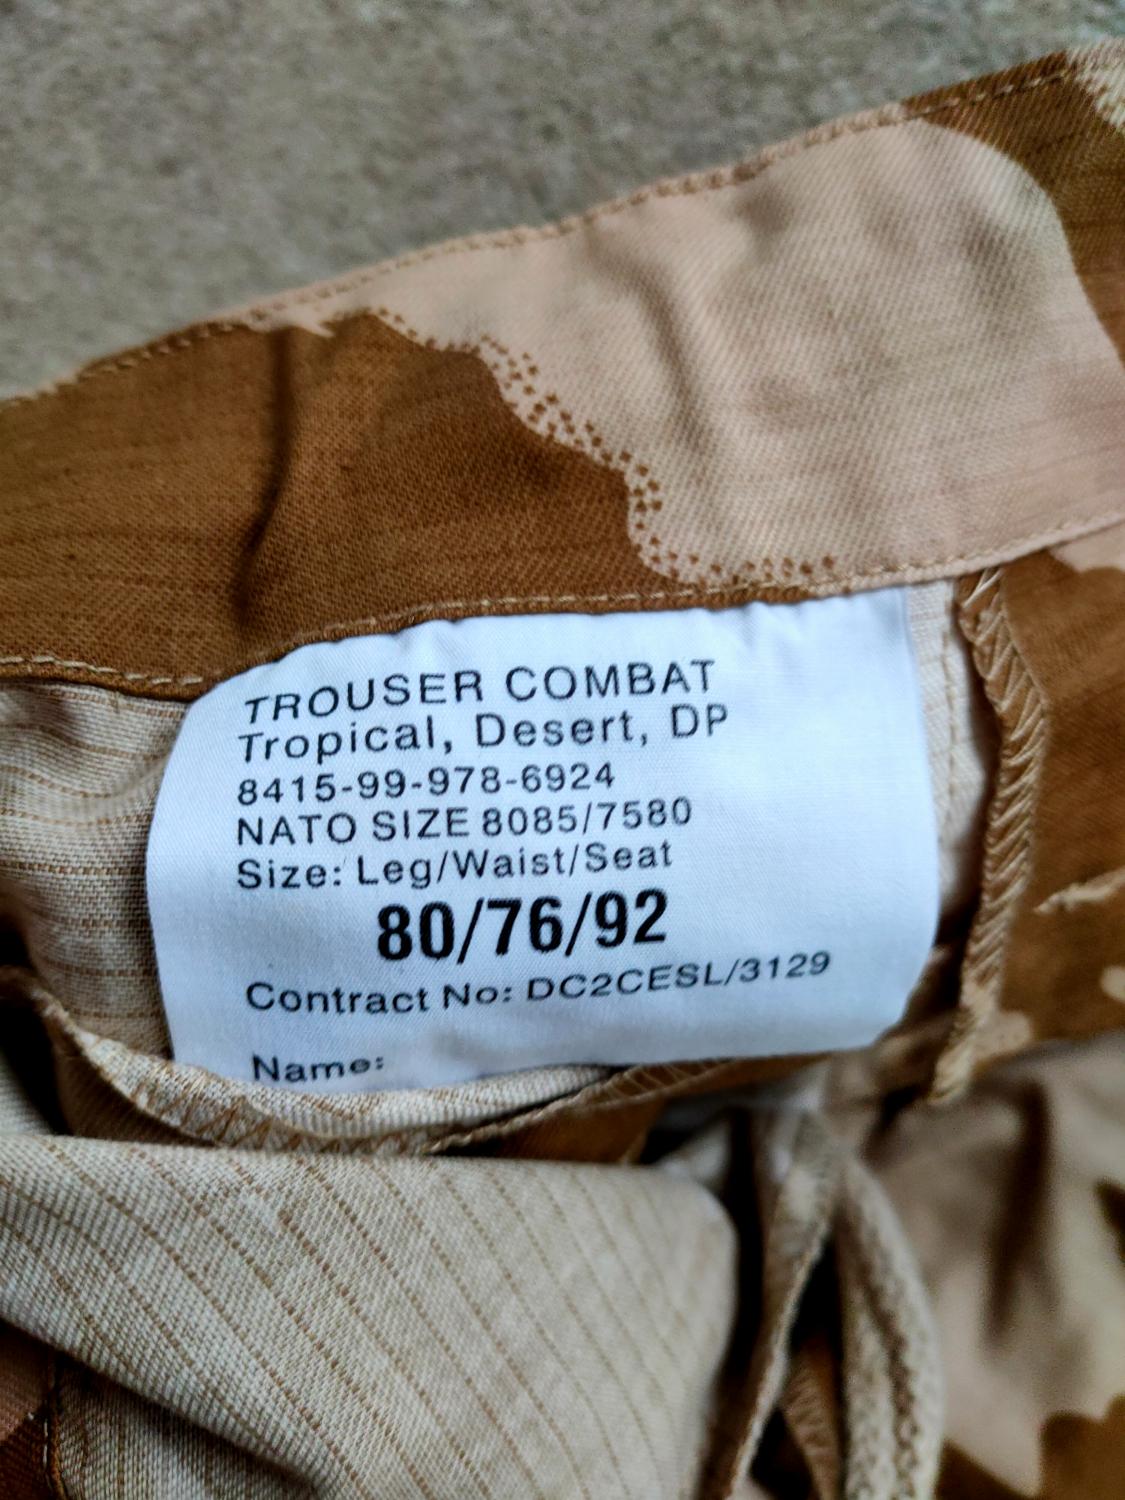 TROUSER COMBAT
Tropical, Desert, DP
8415-99-978-6924
NATO SIZE 8085/7580
Size: Leg/Waist/Seat
80/76/92
Contract No: DC2CESL/3129
Name: